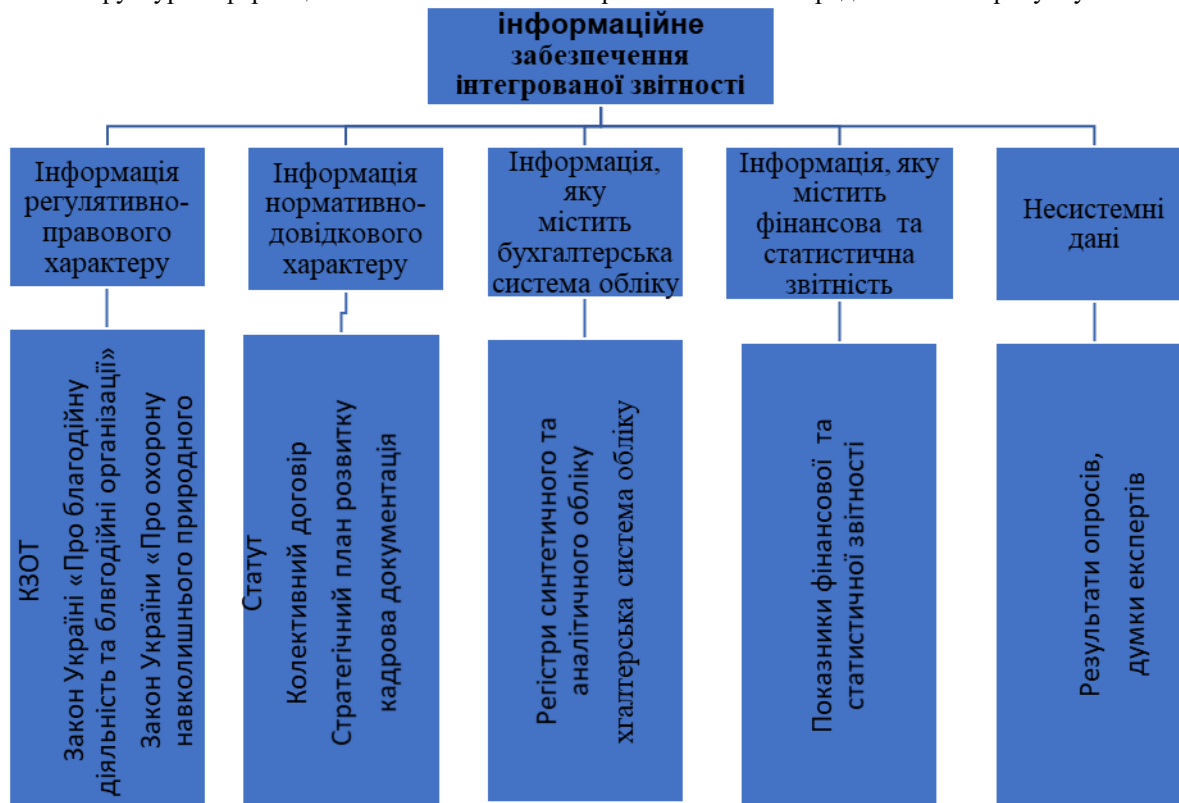 інформаційне
забезпечення
інтегрованої звітності
Інформація
регулятивно-
правового
характеру
Інформація
нормативно-
довідкового
характеру
Інформація,
яку
містить
бухгалтерська
система обліку
Інформація, яку
містить
фінансова та
статистична
звітність
Несистемні
дані
КЗОТ
Закон Україні «Про благодійну
діяльність та блвгодійні організації»
Закон України «Про охорону
навколишнього природного
Статут
Колективний договір
Стратегічний план розвитку
кадрова документація
Регістри синтетичного та
аналітичного обліку
хгалтерська система обліку
Показники фінансової та
статистичної звітності
Результати опросів,
думки експертів